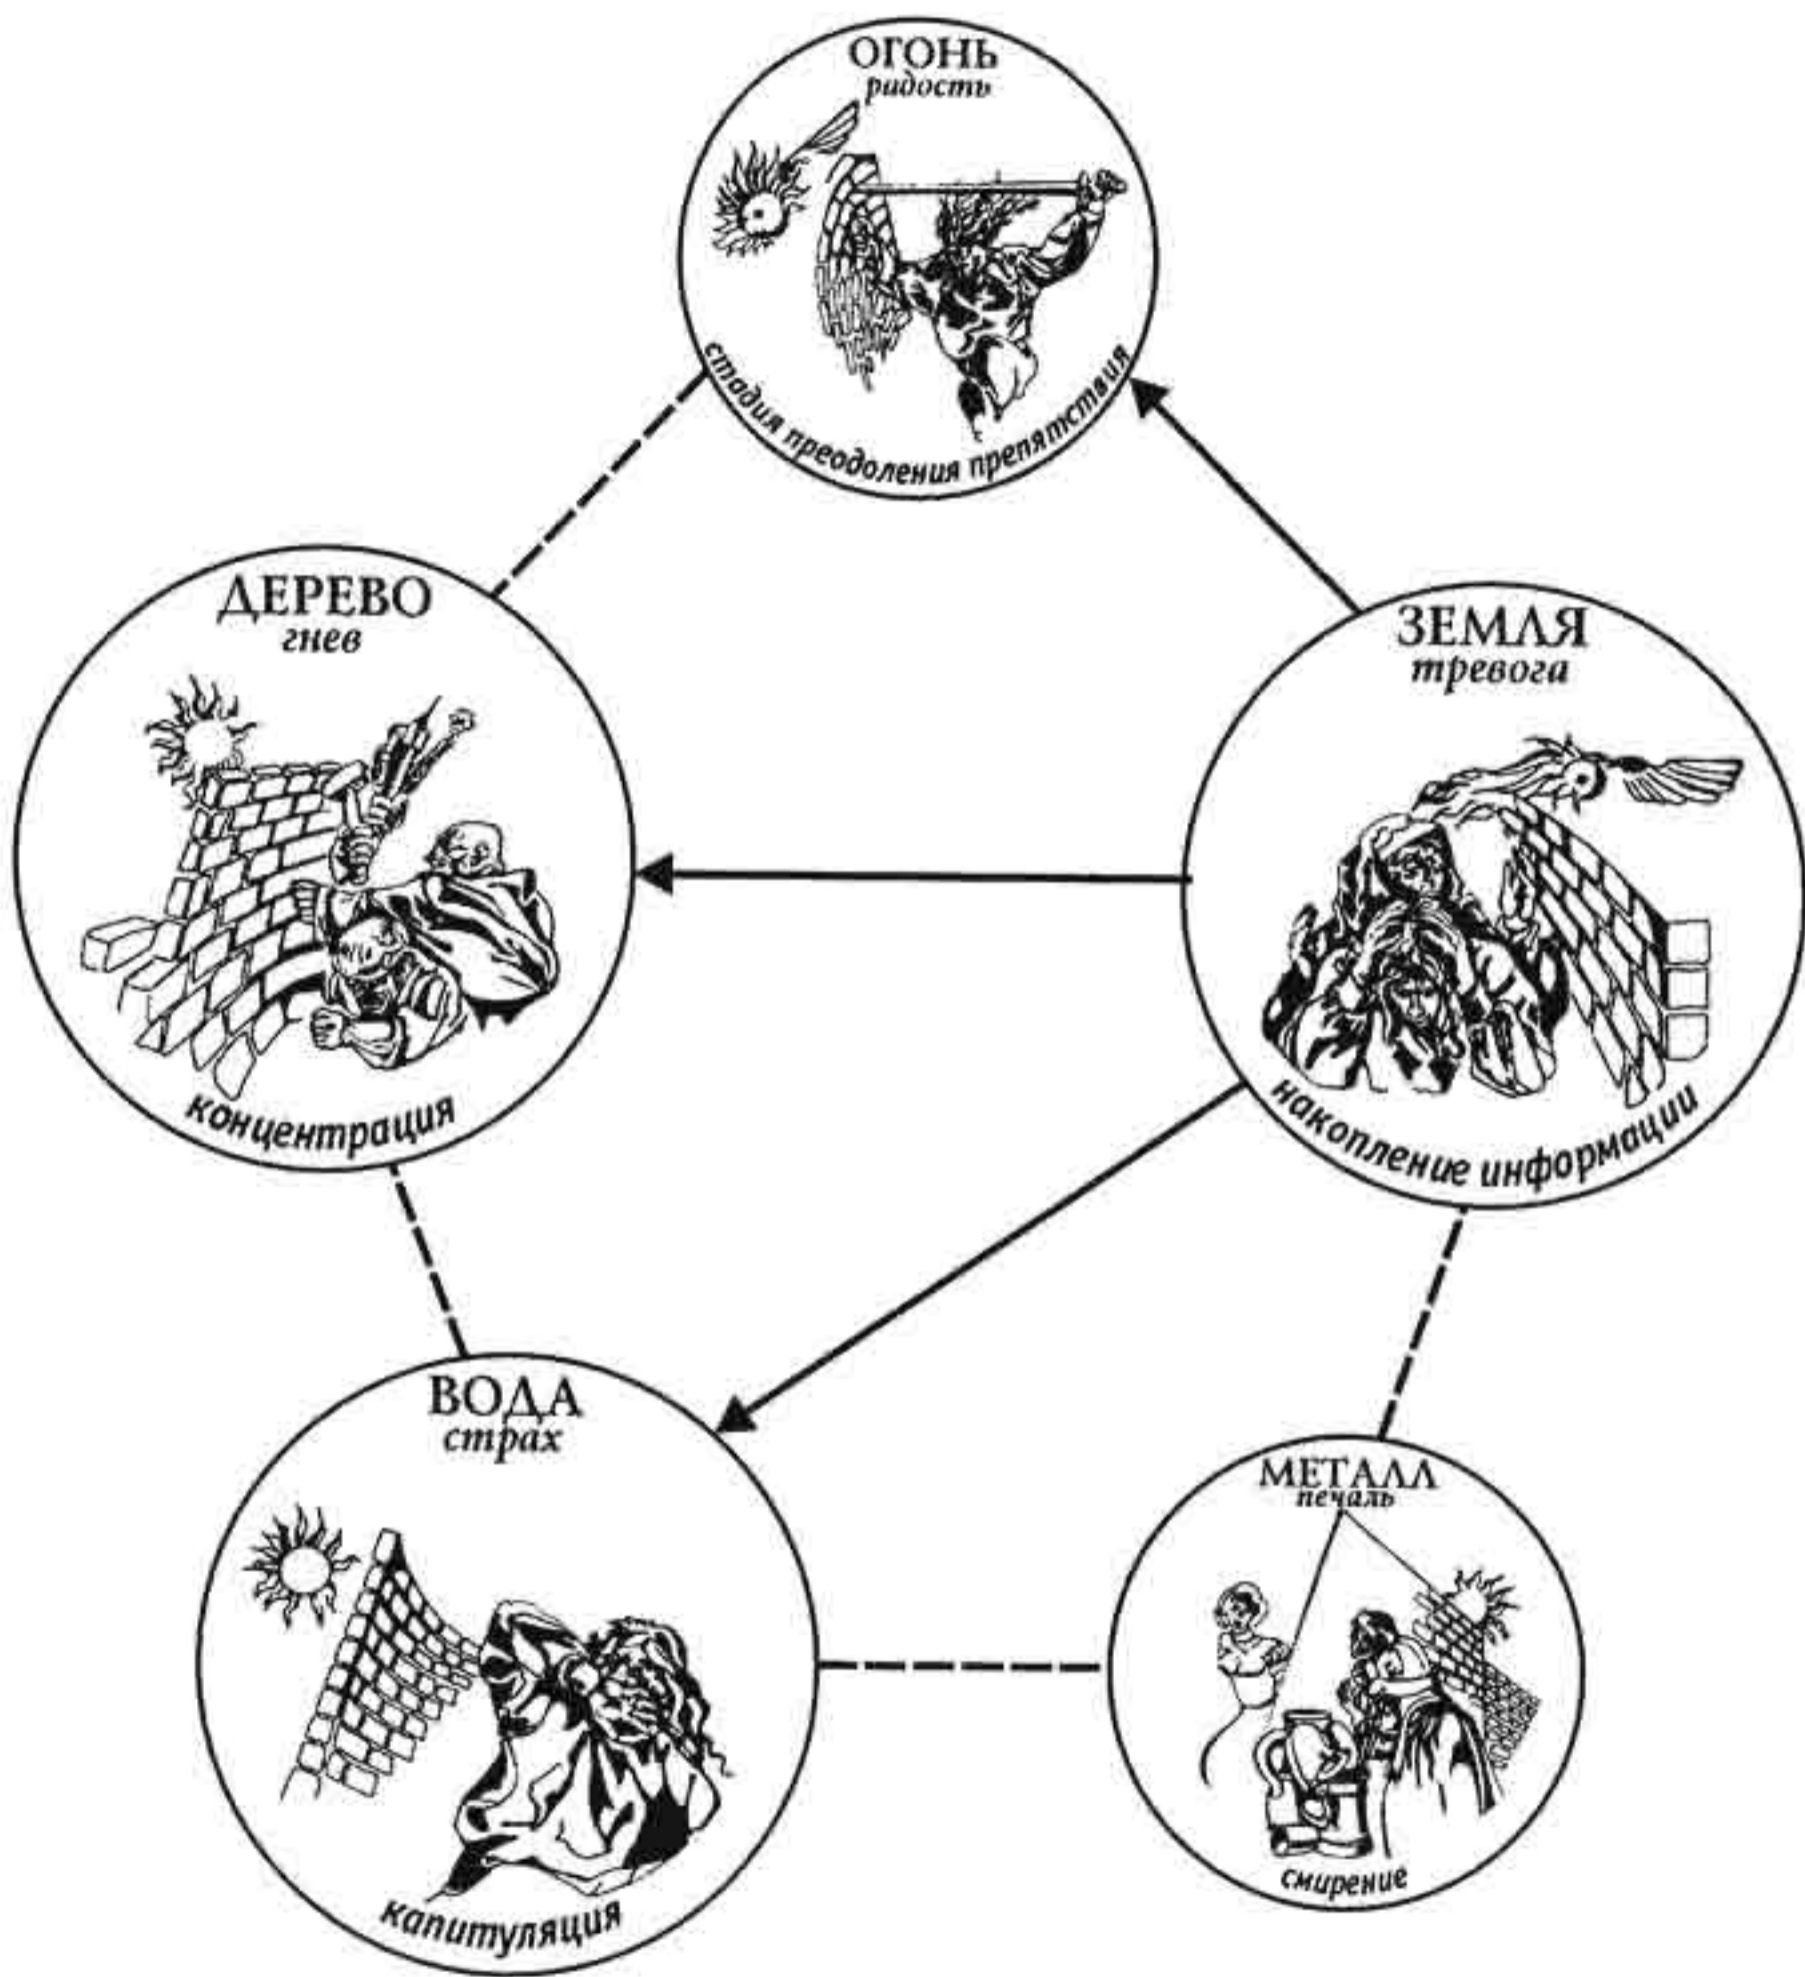 ОГОНЬ
радость
стадия преодоления препятствия
ДЕРЕВО
гнев
концентрация
ЗЕМЛЯ
тревога
накопление информации
ВОДА
страх
капитуляция
МЕТАЛЛ
печаль
смирение